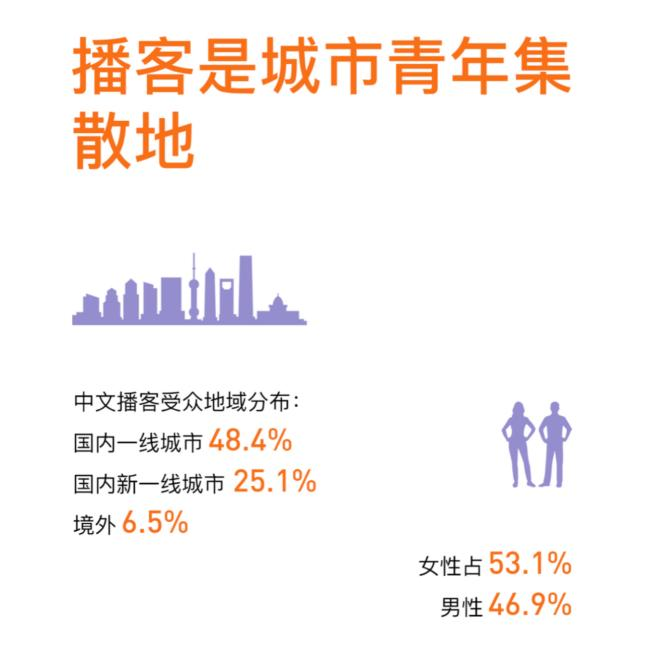 播客是城市青年集
散地
中文播客受众地域分布：
国内一线城市 48.4%
国内新一线城市 25.1%
境外 6.5%
女性占 53.1%
男性 46.9%